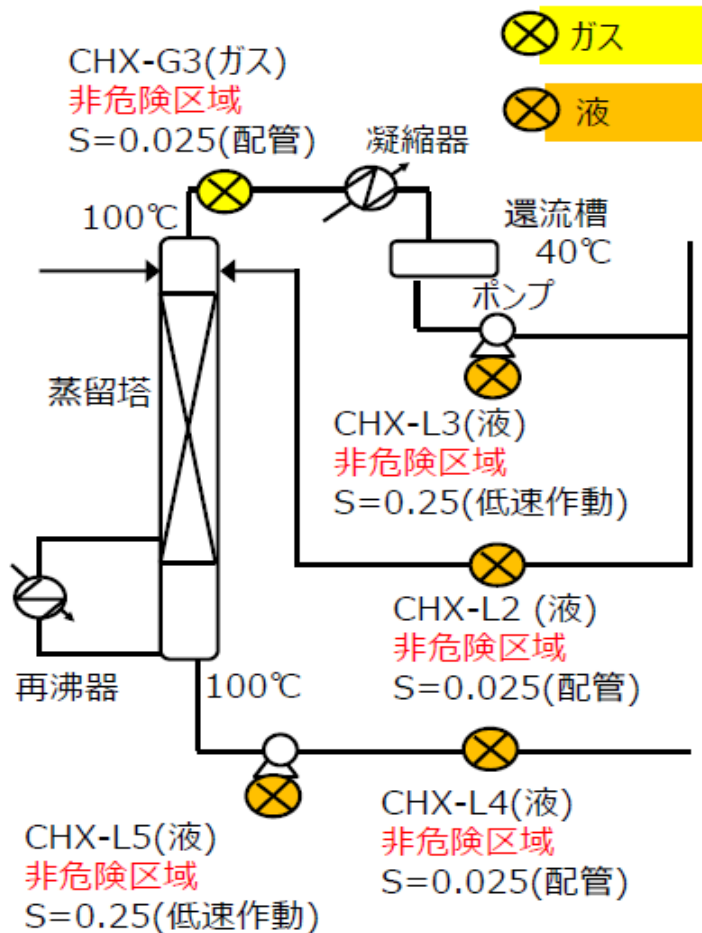 ガス
液
CHX-G3(ガス)
非危険区域
S=0.025(配管)
凝縮器
100℃
還流槽
40℃
ポンプ
蒸留塔
CHX-L3(液)
非危険区域
S=0.25(低速作動)
CHX-L2 (液)
非危険区域
S=0.025(配管)
再沸器
100℃
CHX-L5(液)
非危険区域
S=0.25(低速作動)
CHX-L4(液)
非危険区域
S=0.025(配管)